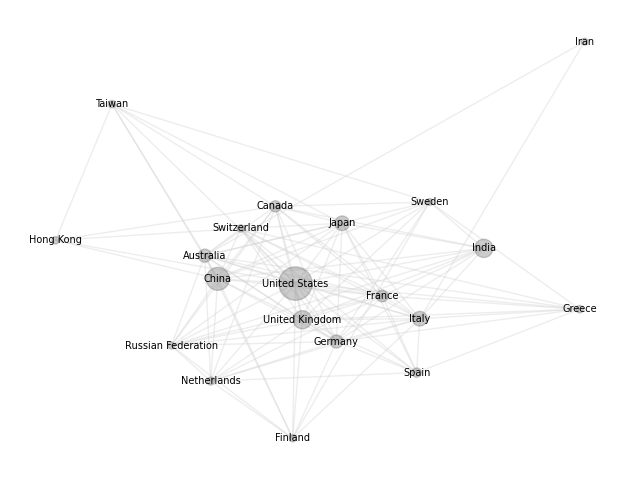 Iran
Taiwan
Sweden
Canada
Japan
Switzerland
Hong Kong
India
Australia
China
United States
France
Greece
United Kingdom
Italy
Germany
Russian Federation
Spain
Netherlands
Finland